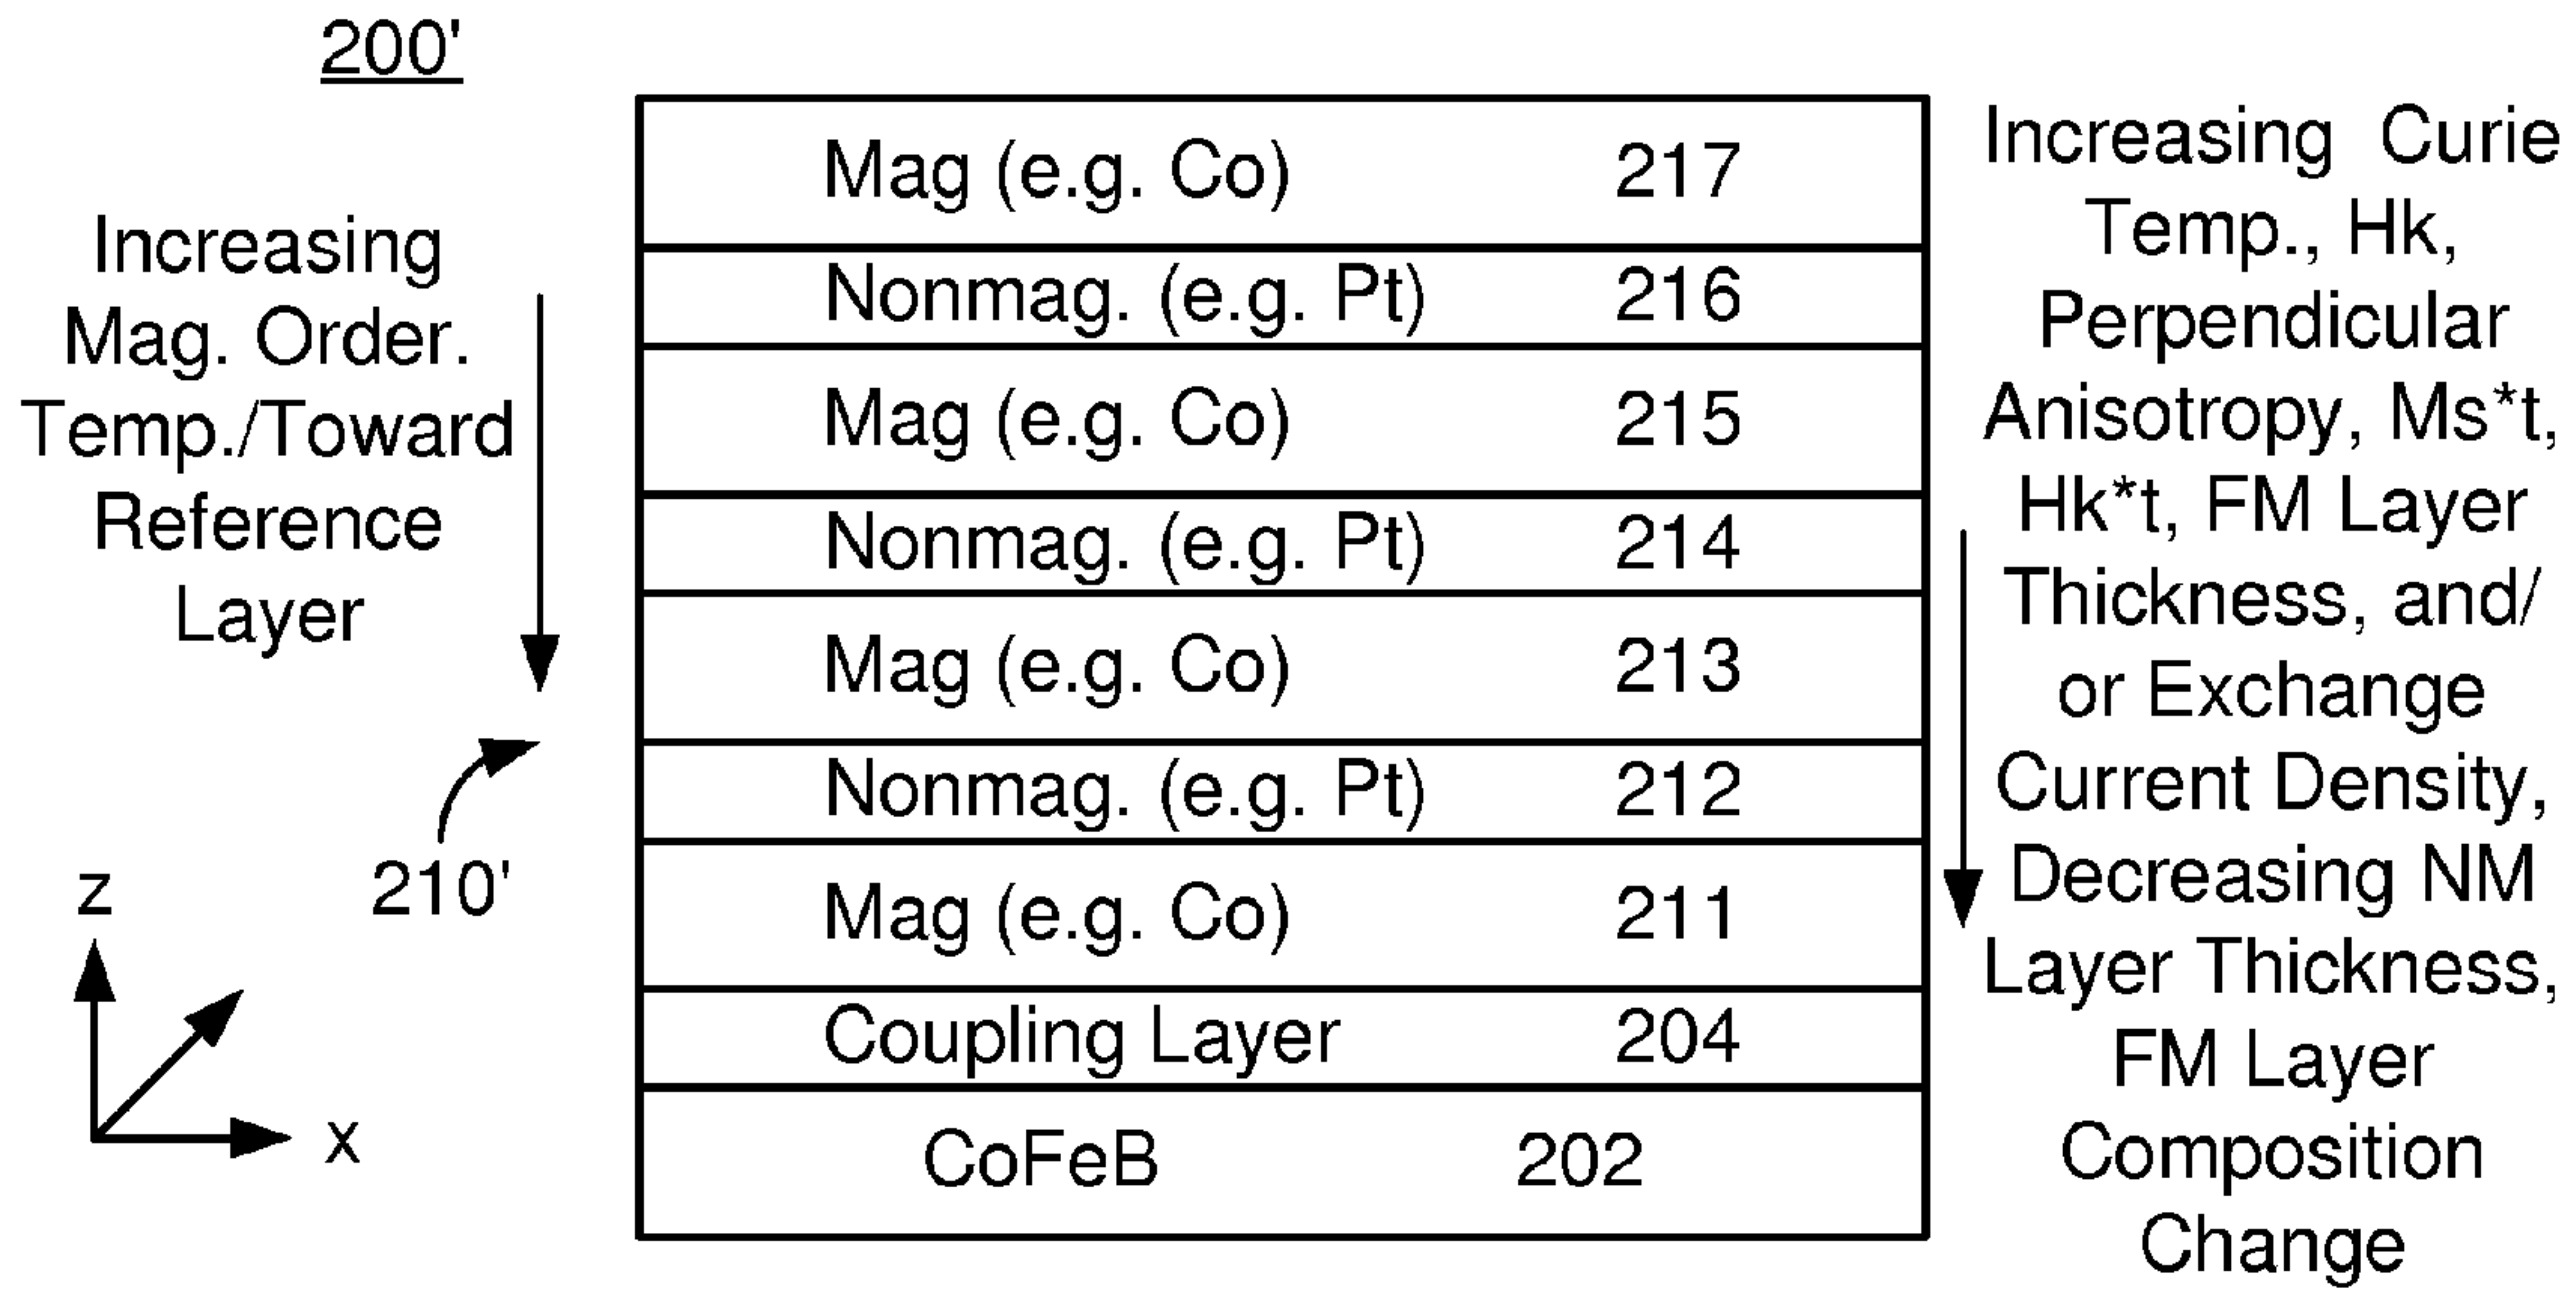 200'
Increasing
Mag. Order.
Temp./Toward
Reference
Layer
210'
z
x
Mag (e.g. Co) 217
Nonmag. (e.g. Pt) 216
Mag (e.g. Co) 215
Nonmag. (e.g. Pt) 214
Mag (e.g. Co) 213
Nonmag. (e.g. Pt) 212
Mag (e.g. Co) 211
Coupling Layer 204
CoFeB 202
Increasing Curie
Temp., Hk,
Perpendicular
Anisotropy, Ms*t,
Hk*t, FM Layer
Thickness, and/
or Exchange
Current Density,
Decreasing NM
Layer Thickness,
FM Layer
Composition
Change